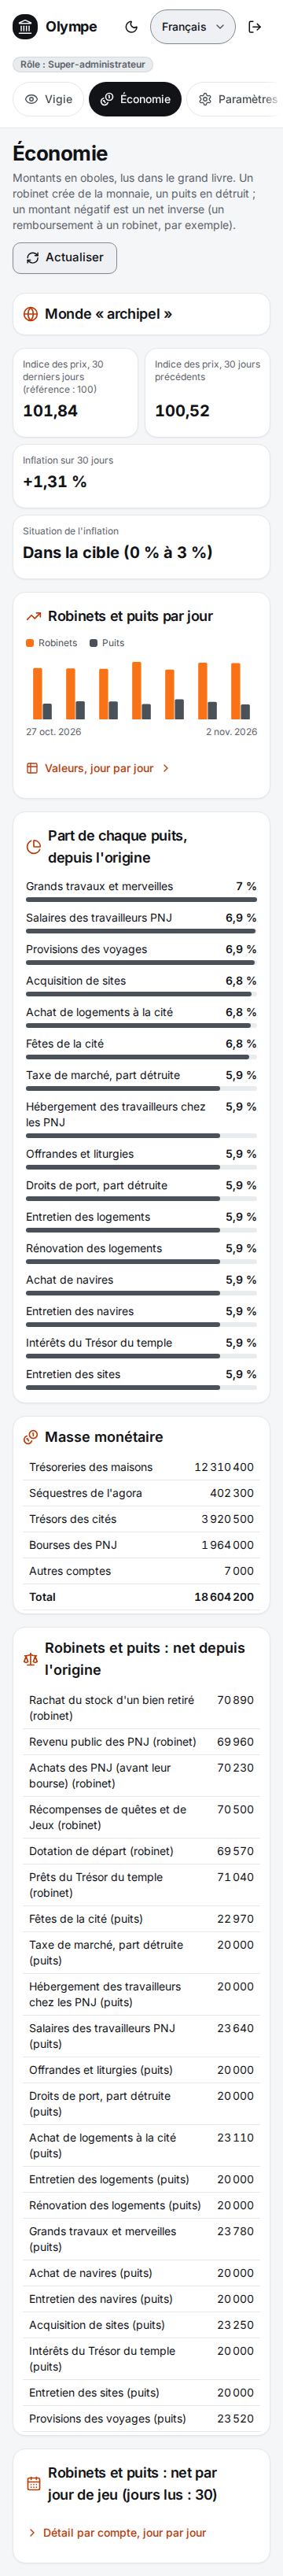 Olympe
Français
Rôle : Super-administrateur
Vigie
Économie
Paramètres
Économie
Montants en oboles, lus dans le grand livre. Un
robinet crée de la monnaie, un puits en détruit ;
un montant négatif est un net inverse (un
remboursement à un robinet, par exemple).
Actualiser
Monde « archipel »
Indice des prix, 30
derniers jours
(référence : 100)
101,84
Indice des prix, 30 jours
précédents
100,52
Inflation sur 30 jours
+1,31 %
Situation de l'inflation
Dans la cible (0 % à 3 %)
Robinets et puits par jour
Robinets
Puits
27 oct. 2026
2 nov. 2026
Valeurs, jour par jour
Part de chaque puits,
depuis l'origine
Grands travaux et merveilles 7 %
Salaires des travailleurs PNJ 6,9 %
Provisions des voyages 6,9 %
Acquisition de sites 6,8 %
Achat de logements à la cité 6,8 %
Fêtes de la cité 6,8 %
Taxe de marché, part détruite 5,9 %
Hébergement des travailleurs chez 5,9 %
les PNJ
Offrandes et liturgies 5,9 %
Droits de port, part détruite 5,9 %
Entretien des logements 5,9 %
Rénovation des logements 5,9 %
Achat de navires 5,9 %
Entretien des navires 5,9 %
Intérêts du Trésor du temple 5,9 %
Entretien des sites 5,9 %
Masse monétaire
Trésoreries des maisons 12 310 400
Séquestres de l'agora 402 300
Trésors des cités 3 920 500
Bourses des PNJ 1 964 000
Autres comptes 7 000
Total 18 604 200
Robinets et puits : net depuis
l'origine
Rachat du stock d'un bien retiré 70 890
(robinet)
Revenu public des PNJ (robinet) 69 960
Achats des PNJ (avant leur 70 230
bourse) (robinet)
Récompenses de quêtes et de 70 500
Jeux (robinet)
Dotation de départ (robinet) 69 570
Prêts du Trésor du temple 71 040
(robinet)
Fêtes de la cité (puits) 22 970
Taxe de marché, part détruite 20 000
(puits)
Hébergement des travailleurs 20 000
chez les PNJ (puits)
Salaires des travailleurs PNJ 23 640
(puits)
Offrandes et liturgies (puits) 20 000
Droits de port, part détruite 20 000
(puits)
Achat de logements à la cité 23 110
(puits)
Entretien des logements (puits) 20 000
Rénovation des logements (puits) 20 000
Grands travaux et merveilles 23 780
(puits)
Achat de navires (puits) 20 000
Entretien des navires (puits) 20 000
Acquisition de sites (puits) 23 250
Intérêts du Trésor du temple 20 000
(puits)
Entretien des sites (puits) 20 000
Provisions des voyages (puits) 23 520
Robinets et puits : net par
jour de jeu (jours lus : 30)
Détail par compte, jour par jour